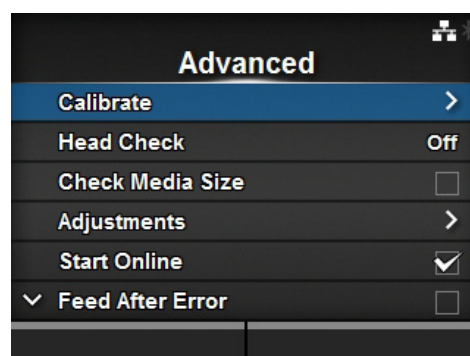 Advanced
Calibrate
Head Check Off
Check Media Size
Adjustments
Start Online
Feed After Error